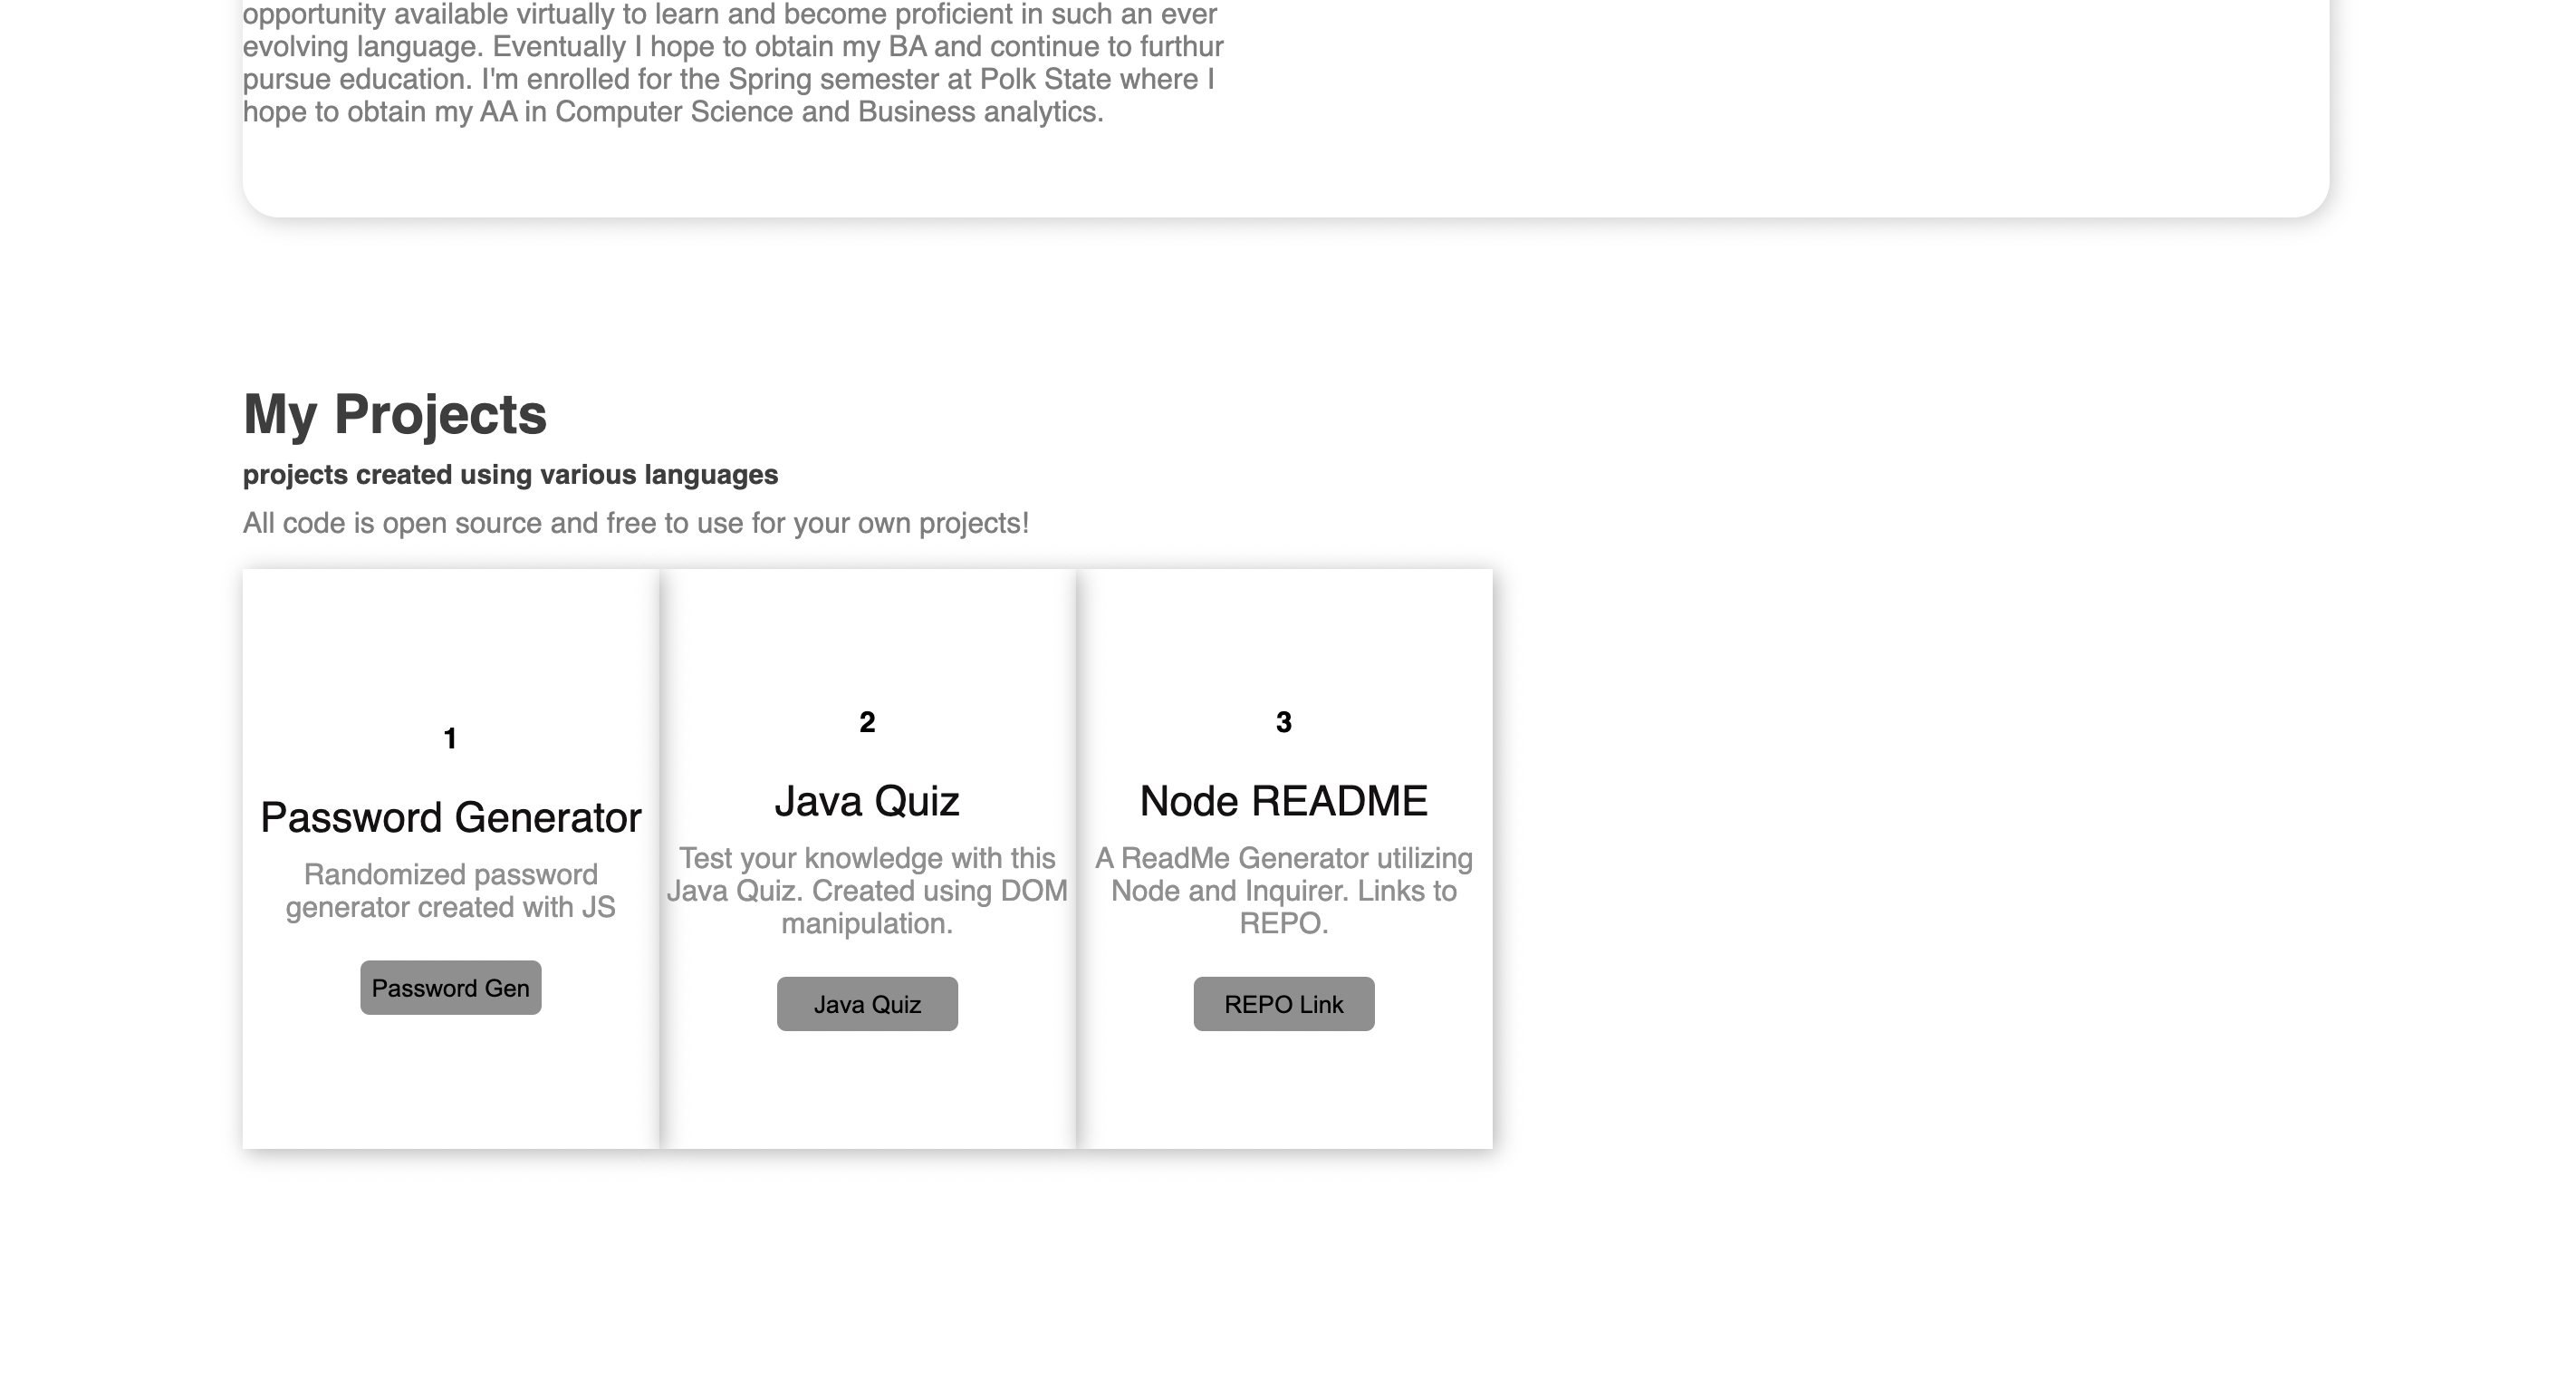 opportunity available virtually to learn and become proficient in such an ever
evolving language. Eventually I hope to obtain my BA and continue to furthur
pursue education. I'm enrolled for the Spring semester at Polk State where I
hope to obtain my AA in Computer Science and Business analytics.
My Projects
projects created using various languages
All code is open source and free to use for your own projects!
1
Password Generator
Randomized password
generator created with JS
Password Gen
2
Java Quiz
Test your knowledge with this
Java Quiz. Created using DOM
manipulation.
Java Quiz
3
Node README
A ReadMe Generator utilizing
Node and Inquirer. Links to
REPO.
REPO Link